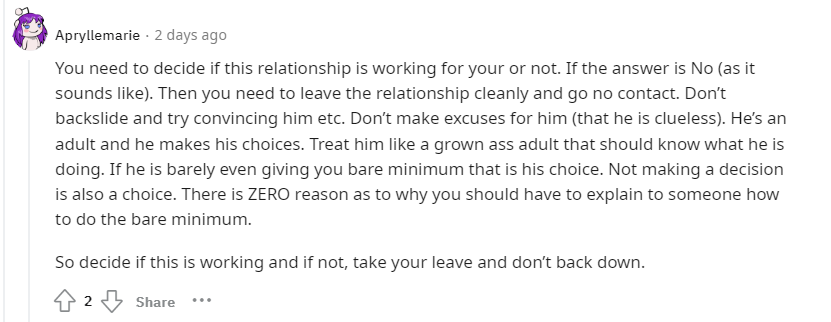 Apryllemarie · 2 days ago
You need to decide if this relationship is working for your or not. If the answer is No (as it
sounds like). Then you need to leave the relationship cleanly and go no contact. Don’t
backslide and try convincing him etc. Don’t make excuses for him (that he is clueless). He’s an
adult and he makes his choices. Treat him like a grown ass adult that should know what he is
doing. If he is barely even giving you bare minimum that is his choice. Not making a decision
is also a choice. There is ZERO reason as to why you should have to explain to someone how
to do the bare minimum.
So decide if this is working and if not, take your leave and don’t back down.
2 Share ···